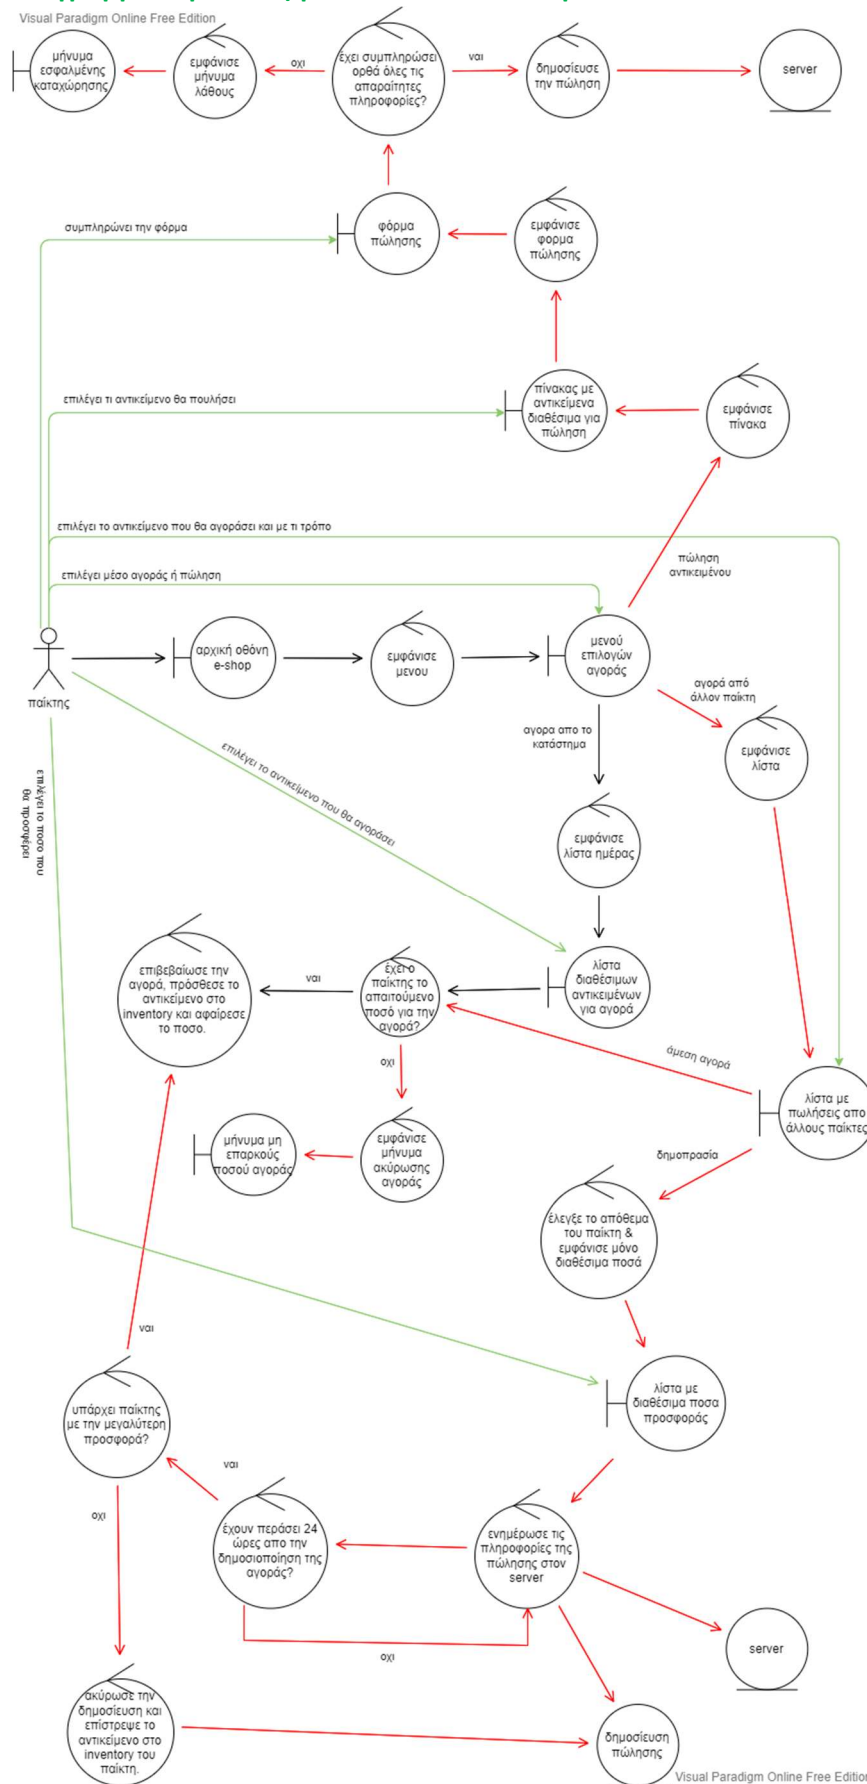 Visual Paradigm Online Free Edition
μήνυμα
εσφαλμένης
καταχώρησης
εμφάνισε
μήνυμα
λάθους
οχι
έχει συμπληρώσει
ορθά όλες τις
απαραίτητες
πληροφορίες?
ναι
δημοσίευσε
την πώληση
server
συμπληρώνει την φόρμα
φόρμα
πώλησης
εμφάνισε
φορμα
πώλησης
επιλέγει τι αντικείμενο θα πουλήσει
πίνακας με
αντικείμενα
διαθέσιμα για
πώληση
εμφάνισε
πίνακα
επιλέγει το αντικείμενο που θα αγοράσει και με τι τρόπο
πώληση
αντικειμένου
επιλέγει μέσο αγοράς ή πώληση
παίκτης
αρχική οθόνη
e-shop
εμφάνισε
μενου
μενού
επιλογών
αγοράς
αγορά από
άλλον παίκτη
αγορα απο το
κατάστημα
εμφάνισε
λίστα
επιλέγει το αντικείμενο που θα αγοράσει
επιλέγει το ποσο που
θα προσφέρει
εμφάνισε
λίστα ημέρας
επιβεβαίωσε την
αγορά, πρόσθεσε το
αντικείμενο στο
inventory και αφαίρεσε
το ποσο.
ναι
έχει ο
παίκτης το
απαιτούμενο
ποσό για την
αγορά?
λίστα
διαθέσιμων
αντικειμένων
για αγορά
άμεση αγορά
οχι
λίστα με
πωλήσεις απο
άλλους παίκτες
μήνυμα μη
επαρκούς
ποσού αγοράς
εμφάνισε
μήνυμα
ακύρωσης
αγοράς
δημοπρασία
έλεγξε το απόθεμα
του παίκτη &
εμφάνισε μόνο
διαθέσιμα ποσά
ναι
λίστα με
διαθέσιμα ποσα
προσφοράς
υπάρχει παίκτης
με την μεγαλύτερη
προσφορά?
ναι
οχι
έχουν περάσει 24
ώρες απο την
δημοσιοποίηση της
αγοράς?
ενημέρωσε τις
πληροφορίες της
πώλησης στον
server
οχι
server
ακύρωσε την
δημοσίευση και
επίστρεψε το
αντικείμενο στο
inventory του
παίκτη.
δημοσίευση
πώλησης
Visual Paradigm Online Free Edition